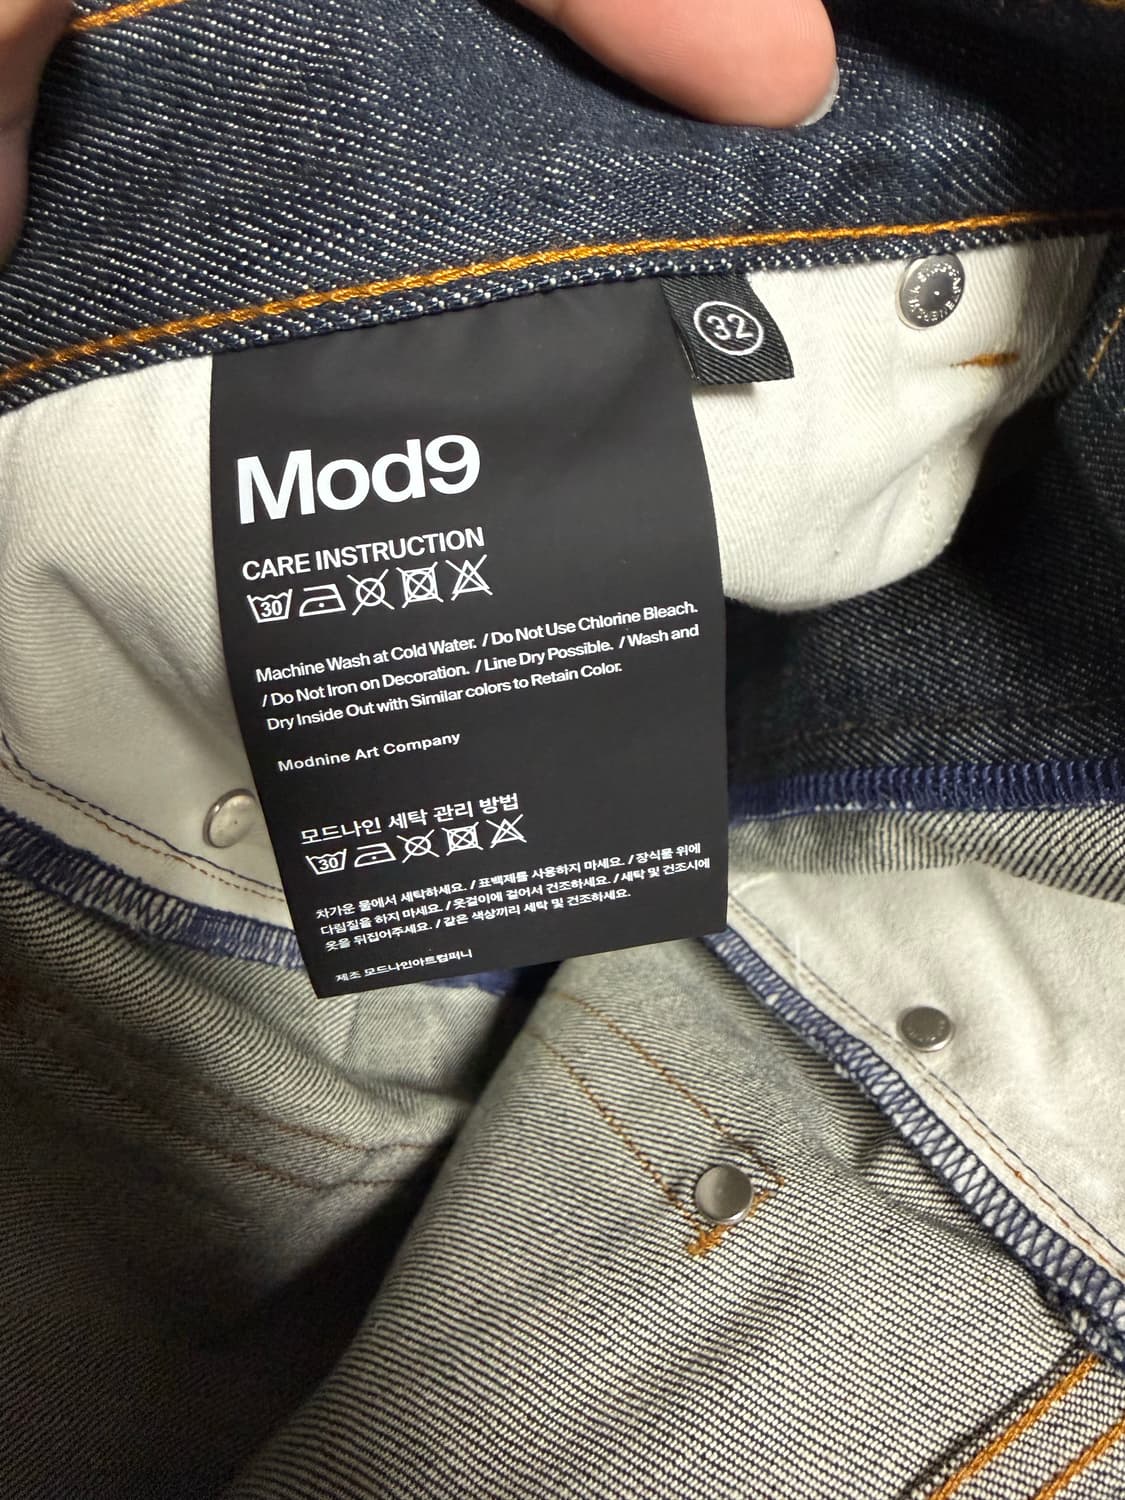 32
Mod9
CARE INSTRUCTION
30
Machine Wash at Cold Water. / Do Not Use Chlorine Bleach.
/ Do Not Iron on Decoration. / Line Dry Possible. / Wash and
Dry Inside Out with Similar colors to Retain Color.
Modnine Art Company
모드나인 세탁 관리 방법
30
차가운 물에서 세탁하세요. / 표백제를 사용하지 마세요. / 장식물 위에
다림질을 하지 마세요. / 옷걸이에 걸어서 건조하세요. / 세탁 및 건조시에
옷을 뒤집어주세요. / 같은 색상끼리 세탁 및 건조하세요.
제조 모드나인아트컴퍼니